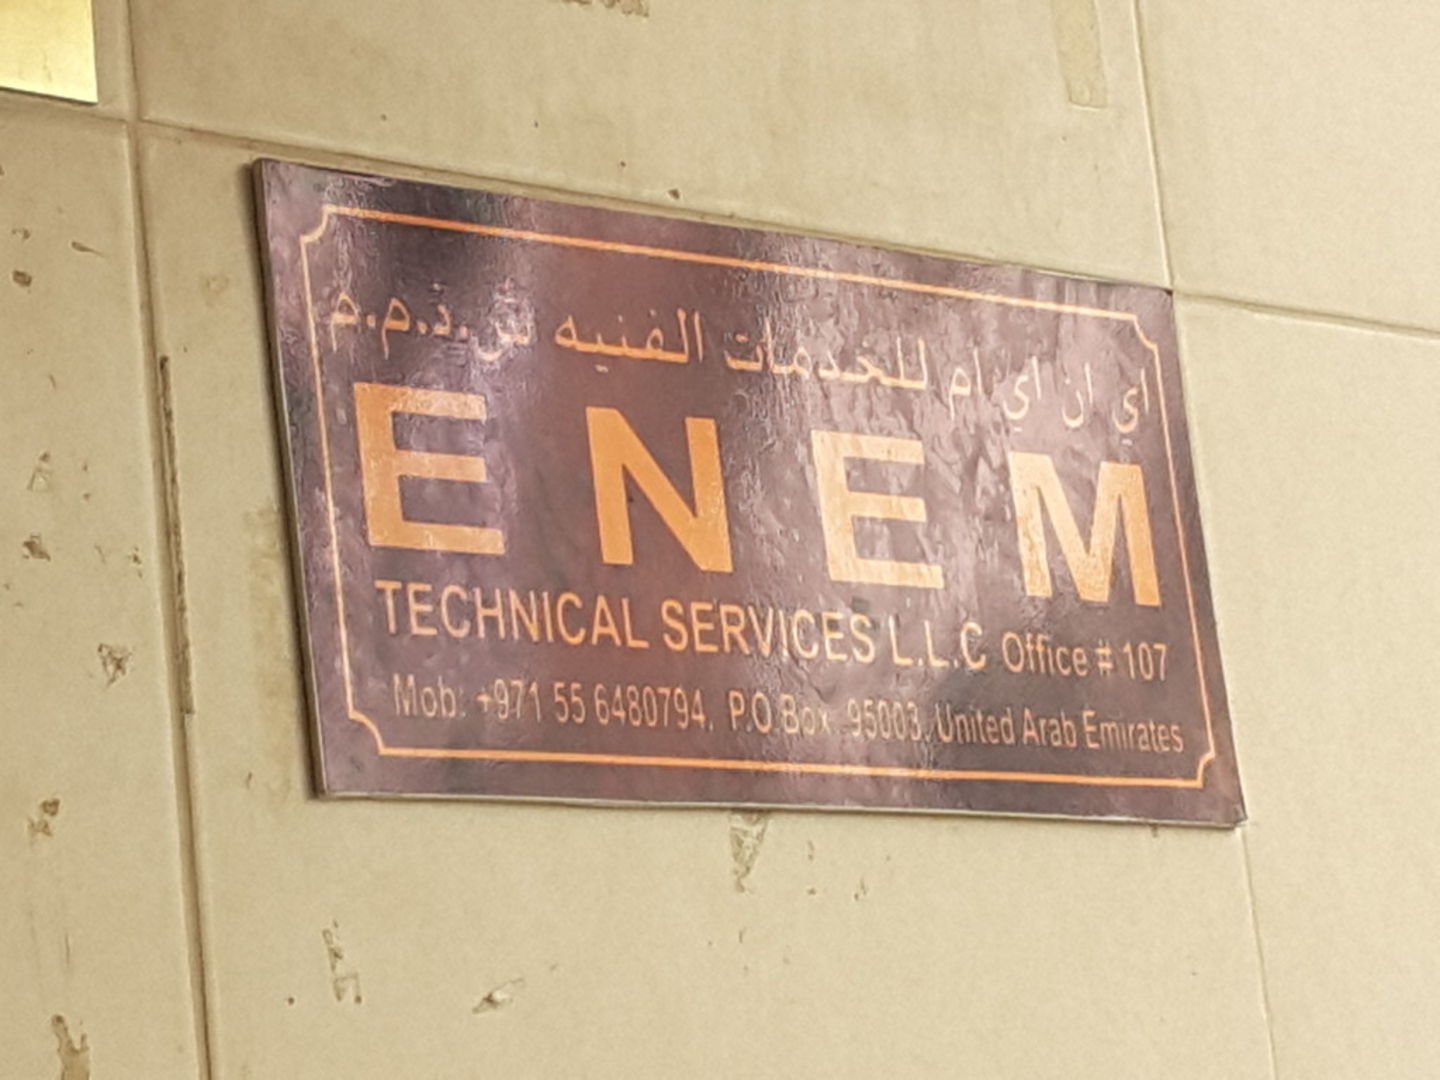 اي ان اي ام للخدمات الفنيه ش.ذ.م.م
ENEM
TECHNICAL SERVICES L.L.C Office # 107
Mob: +971 55 6480794, P.O.Box 95003, United Arab Emirates